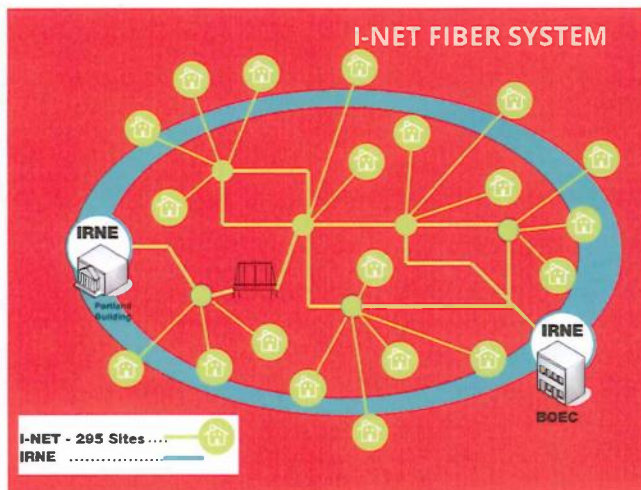 I-NET FIBER SYSTEM
IRNE
Portland
Building
IRNE
BOEC
I-NET - 295 Sites ....
IRNE ..................